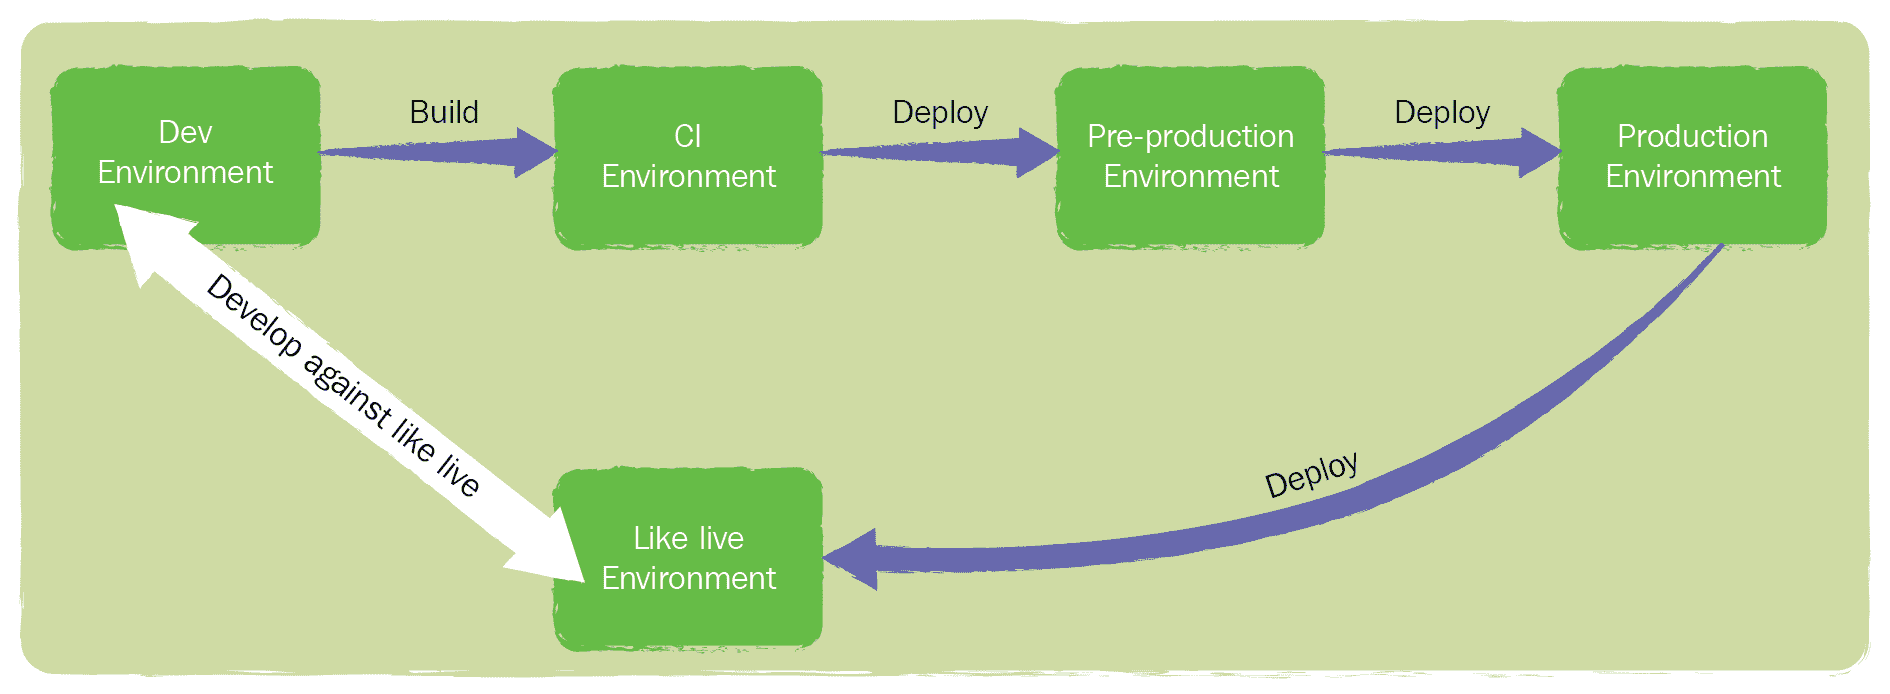 Dev
Environment
Build
CI
Environment
Deploy
Pre-production
Environment
Deploy
Production
Environment
Develop against like live
Deploy
Like live
Environment